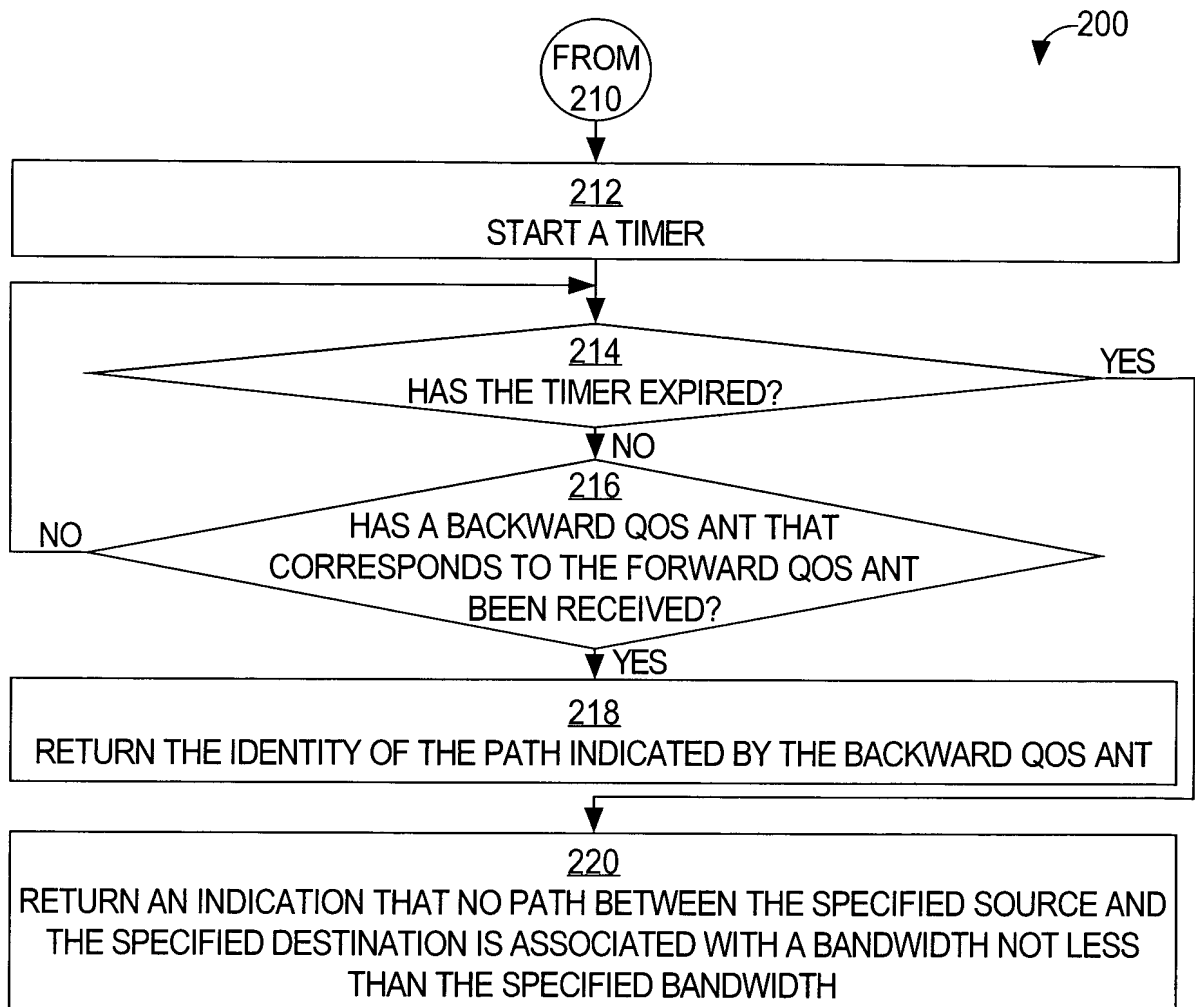 200
FROM
210
212
START A TIMER
214
HAS THE TIMER EXPIRED?
YES
NO
216
HAS A BACKWARD QOS ANT THAT
CORRESPONDS TO THE FORWARD QOS ANT
BEEN RECEIVED?
NO
YES
218
RETURN THE IDENTITY OF THE PATH INDICATED BY THE BACKWARD QOS ANT
220
RETURN AN INDICATION THAT NO PATH BETWEEN THE SPECIFIED SOURCE AND
THE SPECIFIED DESTINATION IS ASSOCIATED WITH A BANDWIDTH NOT LESS
THAN THE SPECIFIED BANDWIDTH